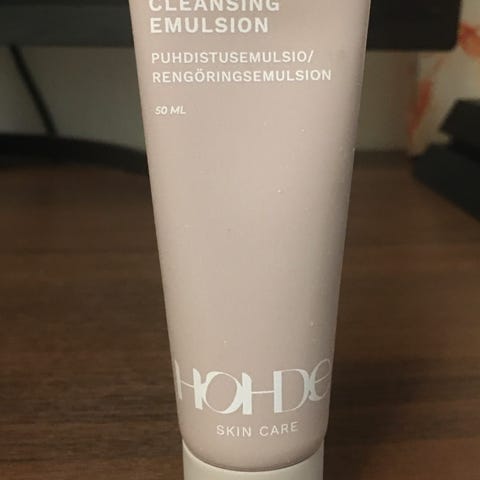 CLEANSING
EMULSION
PUHDISTUSEMULSIO/
RENGÖRINGSEMULSION
50 ML
HOHDE
SKIN CARE